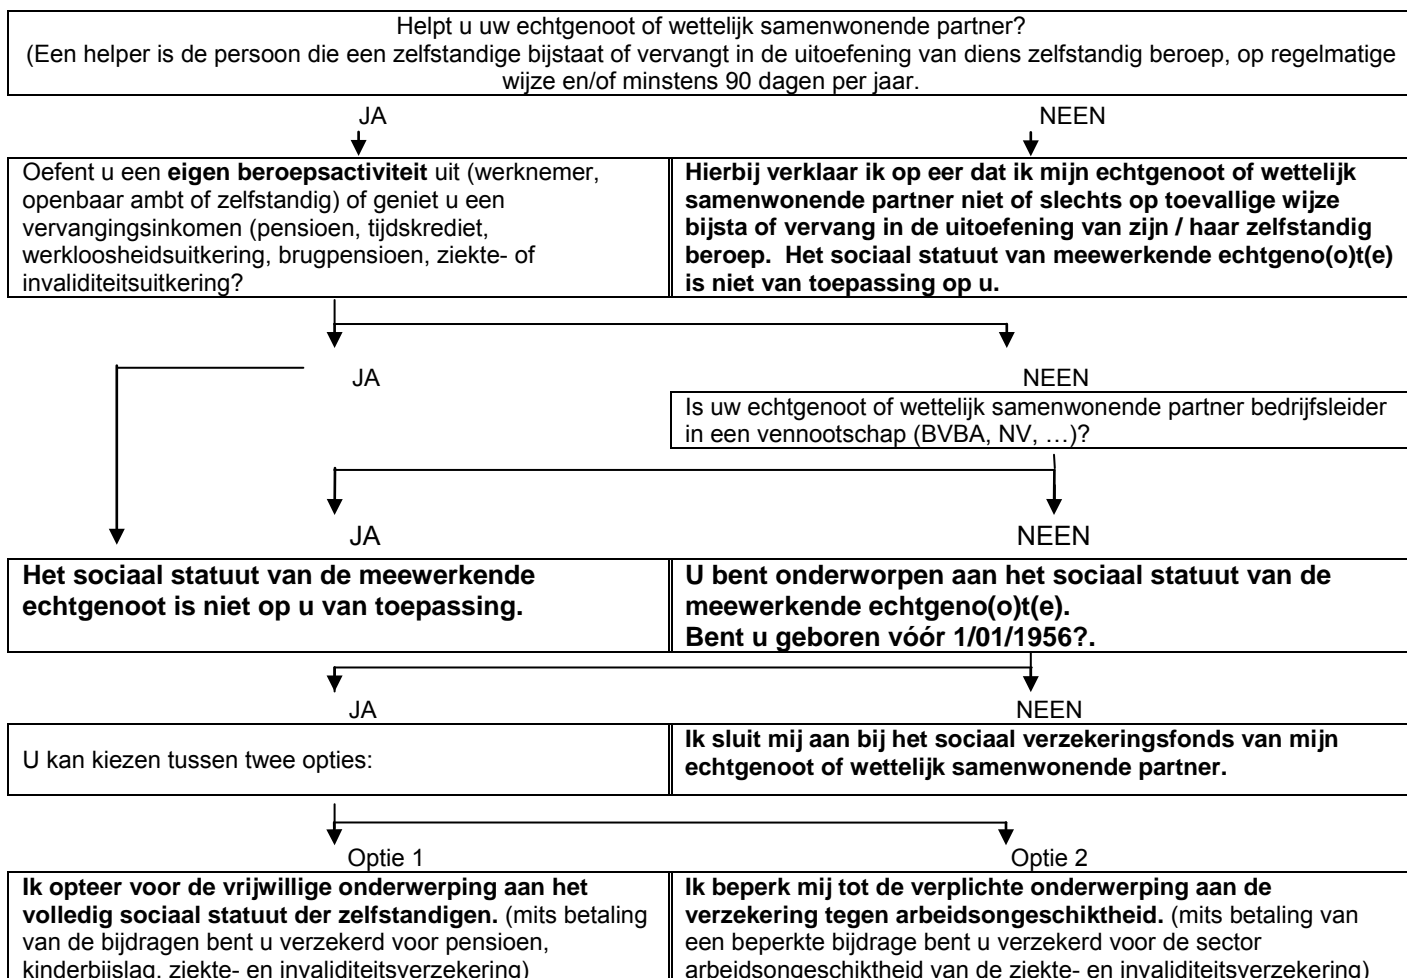 Helpt u uw echtgenoot of wettelijk samenwonende partner?
(Een helper is de persoon die een zelfstandige bijstaat of vervangt in de uitoefening van diens zelfstandig beroep, op regelmatige
wijze en/of minstens 90 dagen per jaar.
JA
NEEN
Oefent u een eigen beroepsactiviteit uit (werknemer,
openbaar ambt of zelfstandig) of geniet u een
vervangingsinkomen (pensioen, tijdskrediet,
werkloosheidsuitkering, brugpensioen, ziekte- of
invaliditeitsuitkering?
Hierbij verklaar ik op eer dat ik mijn echtgenoot of wettelijk
samenwonende partner niet of slechts op toevallige wijze
bijsta of vervang in de uitoefening van zijn / haar zelfstandig
beroep. Het sociaal statuut van meewerkende echtgeno(o)t(e)
is niet van toepassing op u.
JA
NEEN
Is uw echtgenoot of wettelijk samenwonende partner bedrijfsleider
in een vennootschap (BVBA, NV, …)?
JA
NEEN
Het sociaal statuut van de meewerkende
echtgenoot is niet op u van toepassing.
U bent onderworpen aan het sociaal statuut van de
meewerkende echtgeno(o)t(e).
Bent u geboren vóór 1/01/1956?.
JA
NEEN
U kan kiezen tussen twee opties:
Ik sluit mij aan bij het sociaal verzekeringsfonds van mijn
echtgenoot of wettelijk samenwonende partner.
Optie 1
Optie 2
Ik opteer voor de vrijwillige onderwerping aan het
volledig sociaal statuut der zelfstandigen. (mits betaling
van de bijdragen bent u verzekerd voor pensioen,
kinderbijslag, ziekte- en invaliditeitsverzekering)
Ik beperk mij tot de verplichte onderwerping aan de
verzekering tegen arbeidsongeschiktheid. (mits betaling van
een beperkte bijdrage bent u verzekerd voor de sector
arbeidsongeschiktheid van de ziekte- en invaliditeitsverzekering)